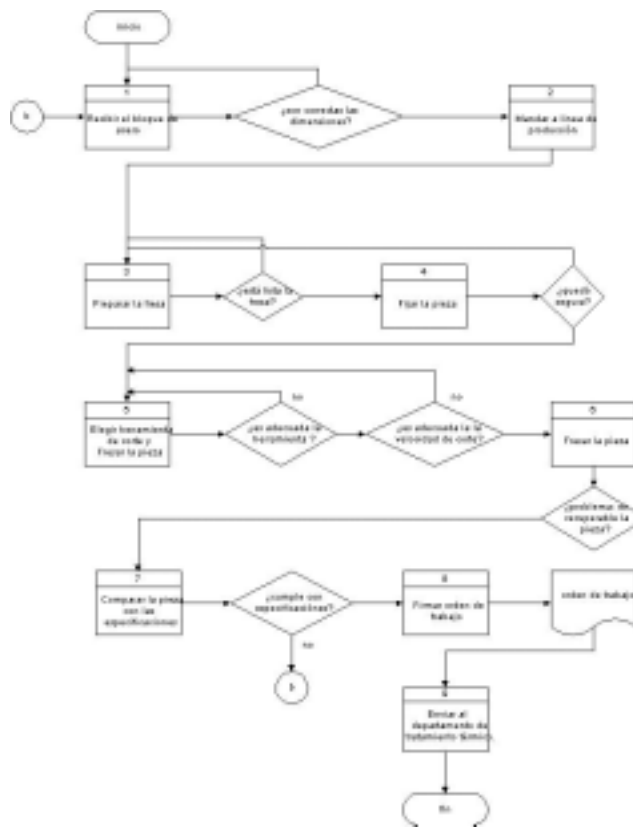 Inicio
1
Recibir el bloque de
acero
¿son correctas las
dimensiones?
2
Mandar a línea de
producción
3
Preparar la fresa
¿está lista la
fresa?
4
Fijar la pieza
¿quedó
segura?
no
no
5
Elegir herramienta
de corte y
Frezar la pieza
¿es adecuada la
herramienta ?
¿es adecuada la
velocidad de corte?
6
Frezar la pieza
¿problemas de
la
pieza?
7
Comparar la pieza
con las
especificaciones
¿cumple con
especificaciones?
8
Firmar orden de
trabajo
orden de trabajo
no
9
Enviar al
departamento de
tratamiento térmico.
fin